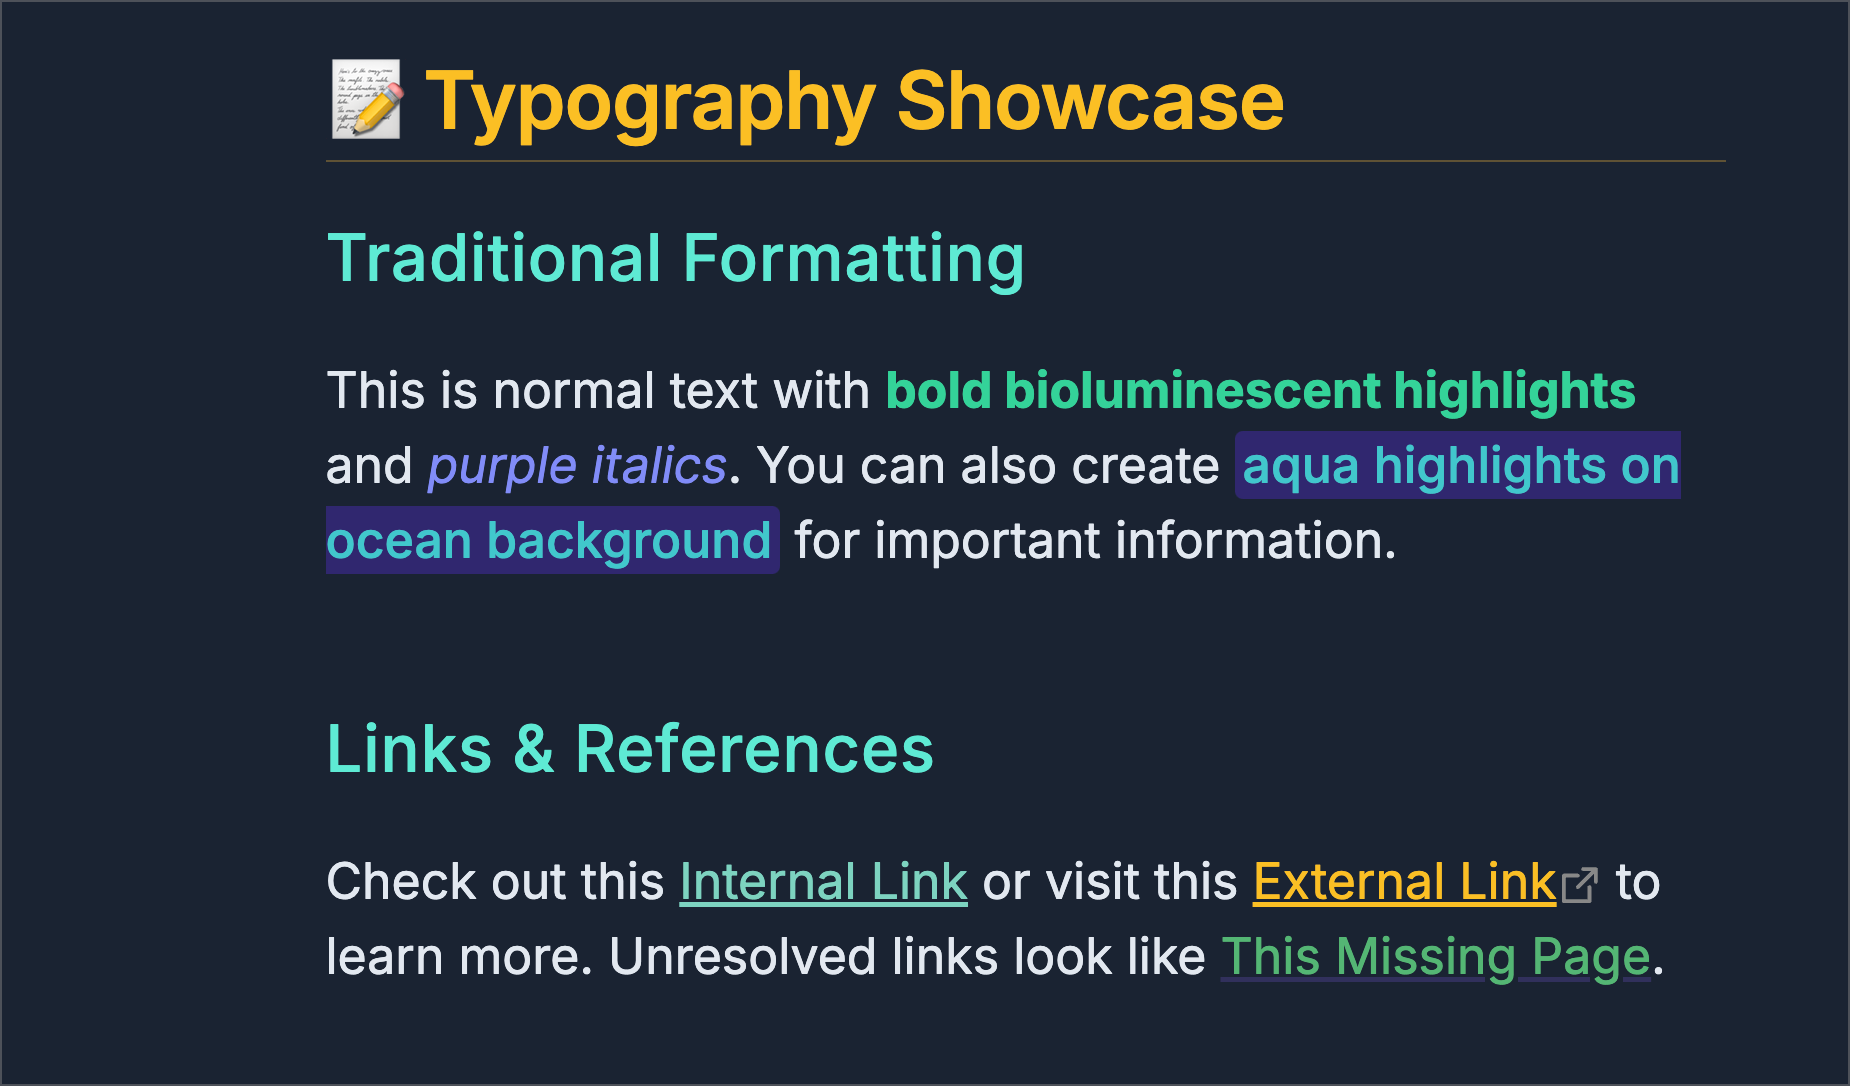 Typography Showcase
Traditional Formatting
This is normal text with bold bioluminescent highlights
and purple italics. You can also create aqua highlights on
ocean background for important information.
Links & References
Check out this Internal Link or visit this External Link to
learn more. Unresolved links look like This Missing Page.